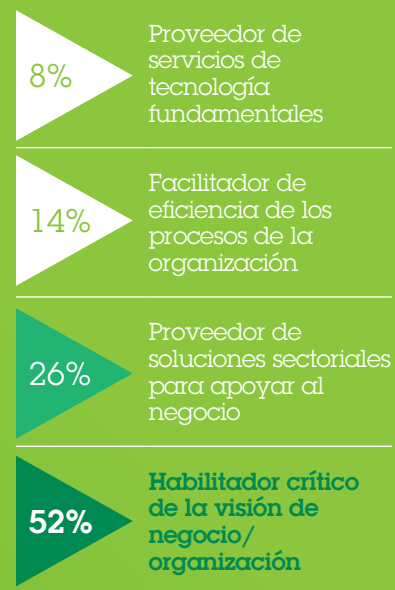 8%
Proveedor de
servicios de
tecnología
fundamentales
14%
Facilitador de
eficiencia de los
procesos de la
organización
26%
Proveedor de
soluciones sectoriales
para apoyar al
negocio
52%
Habilitador crítico
de la visión de
negocio/
organización